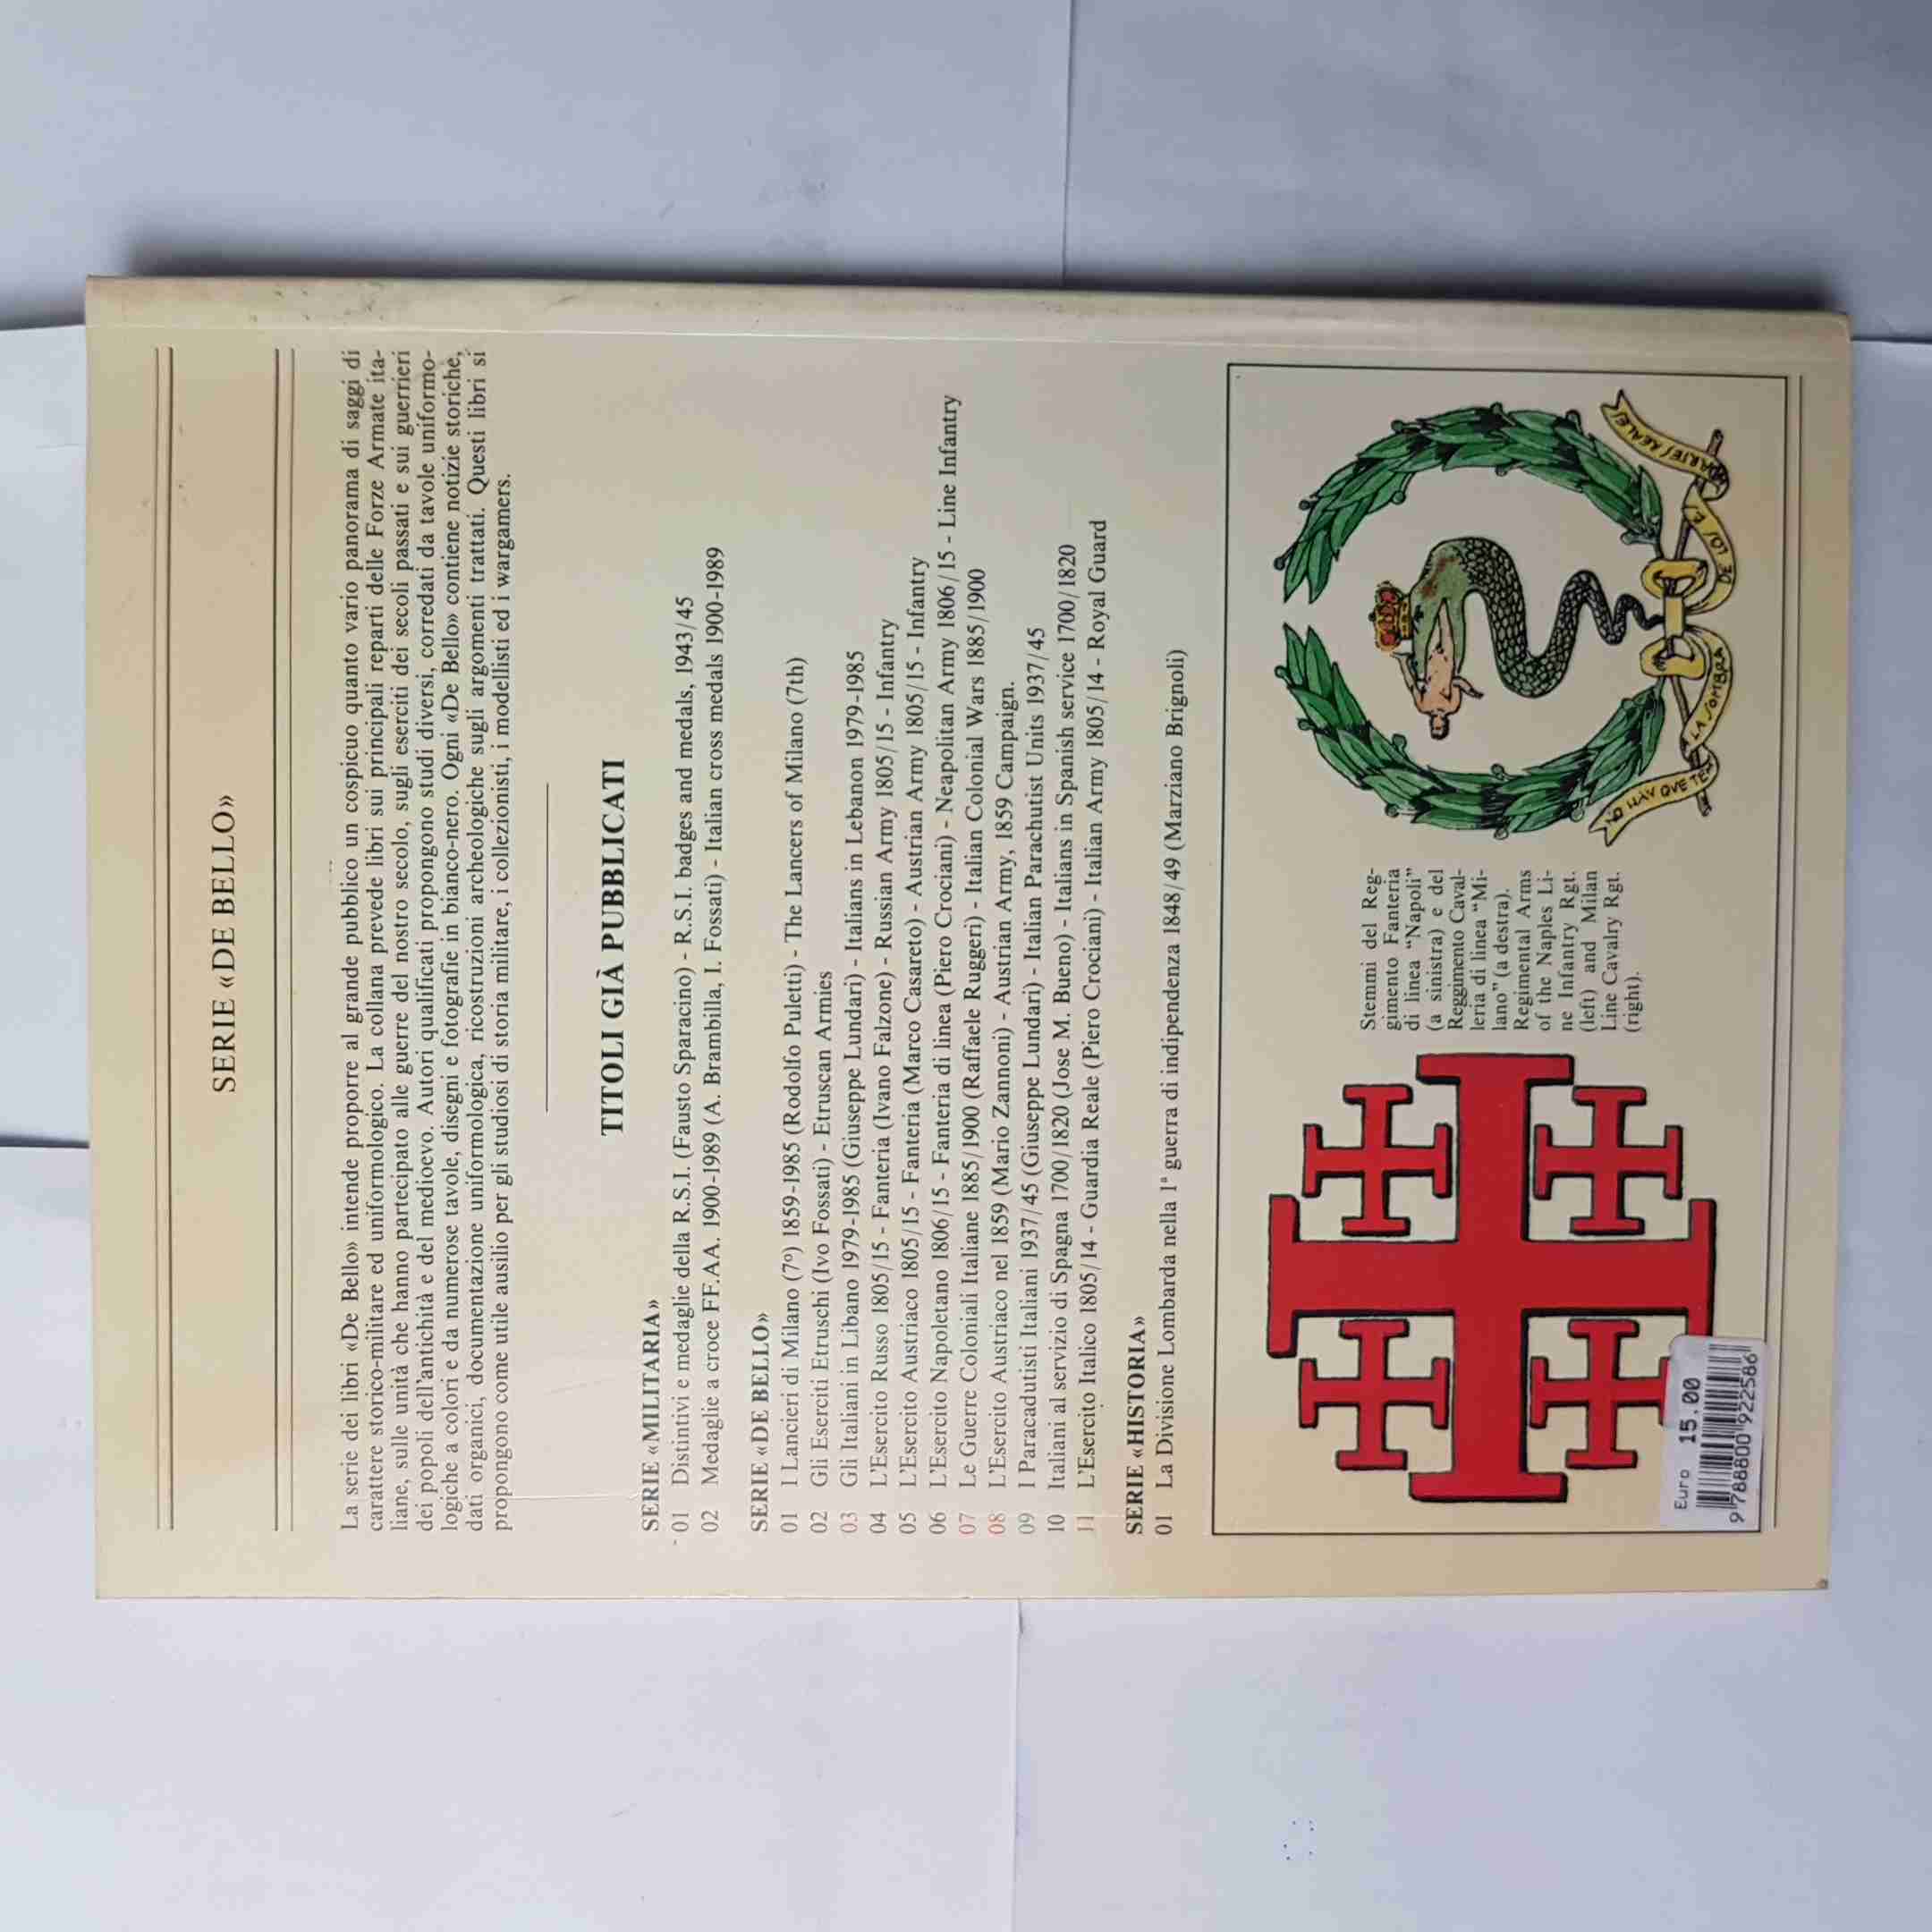 SERIE «DE BELLO»
La serie dei libri «De Bello» intende proporre al grande pubblico un cospicuo quanto vario panorama di saggi di
carattere storico-militare ed uniformologico. La collana prevede libri sui principali reparti delle Forze Armate ita-
liane, sulle unità che hanno partecipato alle guerre del nostro secolo, sugli eserciti dei secoli passati e sui guerrieri
dei popoli dell'antichità e del medioevo. Autori qualificati propongono studi diversi, corredati da tavole uniformo-
logiche a colori e da numerose tavole, disegni e fotografie in bianco-nero. Ogni «De Bello» contiene notizie storiche,
dati organici, documentazione uniformologica, ricostruzioni archeologiche sugli argomenti trattati. Questi libri si
propongono come utile ausilio per gli studiosi di storia militare, i collezionisti, i modellisti ed i wargamers.
TITOLI GIÀ PUBBLICATI
SERIE «MILITARIA»
01 Distintivi e medaglie della R.S.I. (Fausto Sparacino) - R.S.I. badges and medals, 1943/45
02 Medaglie a croce FF.AA. 1900-1989 (A. Brambilla, I. Fossati) - Italian cross medals 1900-1989
SERIE «DE BELLO»
01 I Lancieri di Milano (7º) 1859-1985 (Rodolfo Puletti) - The Lancers of Milano (7th)
02 Gli Eserciti Etruschi (Ivo Fossati) - Etruscan Armies
03 Gli Italiani in Libano 1979-1985 (Giuseppe Lundari) - Italians in Lebanon 1979-1985
04 L'Esercito Russo 1805/15 - Fanteria (Ivano Falzone) - Russian Army 1805/15 - Infantry
05 L'Esercito Austriaco 1805/15 - Fanteria (Marco Casareto) - Austrian Army 1805/15 - Infantry
06 L'Esercito Napoletano 1806/15 - Fanteria di linea (Piero Crociani) - Neapolitan Army 1806/15 - Line Infantry
07 Le Guerre Coloniali Italiane 1885/1900 (Raffaele Ruggeri) - Italian Colonial Wars 1885/1900
08 L'Esercito Austriaco nel 1859 (Mario Zannoni) - Austrian Army, 1859 Campaign.
09 I Paracadutisti Italiani 1937/45 (Giuseppe Lundari) - Italian Parachutist Units 1937/45
10 Italiani al servizio di Spagna 1700/1820 (Jose M. Bueno) - Italians in Spanish service 1700/1820
11 L'Esercito Italico 1805/14 - Guardia Reale (Piero Crociani) - Italian Army 1805/14 - Royal Guard
SERIE «HISTORIA»
01 La Divisione Lombarda nella 1ª guerra di indipendenza 1848/49 (Marziano Brignoli)
Stemmi del Reg-
gimento Fanteria
di linea "Napoli"
(a sinistra) e del
Reggimento Caval-
leria di linea "Mi-
lano" (a destra).
Regimental Arms
of the Naples Li-
ne Infantry Rgt.
(left) and Milan
Line Cavalry Rgt.
(right).
HAY QUE TE LA SOMBRA DE LOS E PARTES REALES
Euro 15.00
9 788800 922586